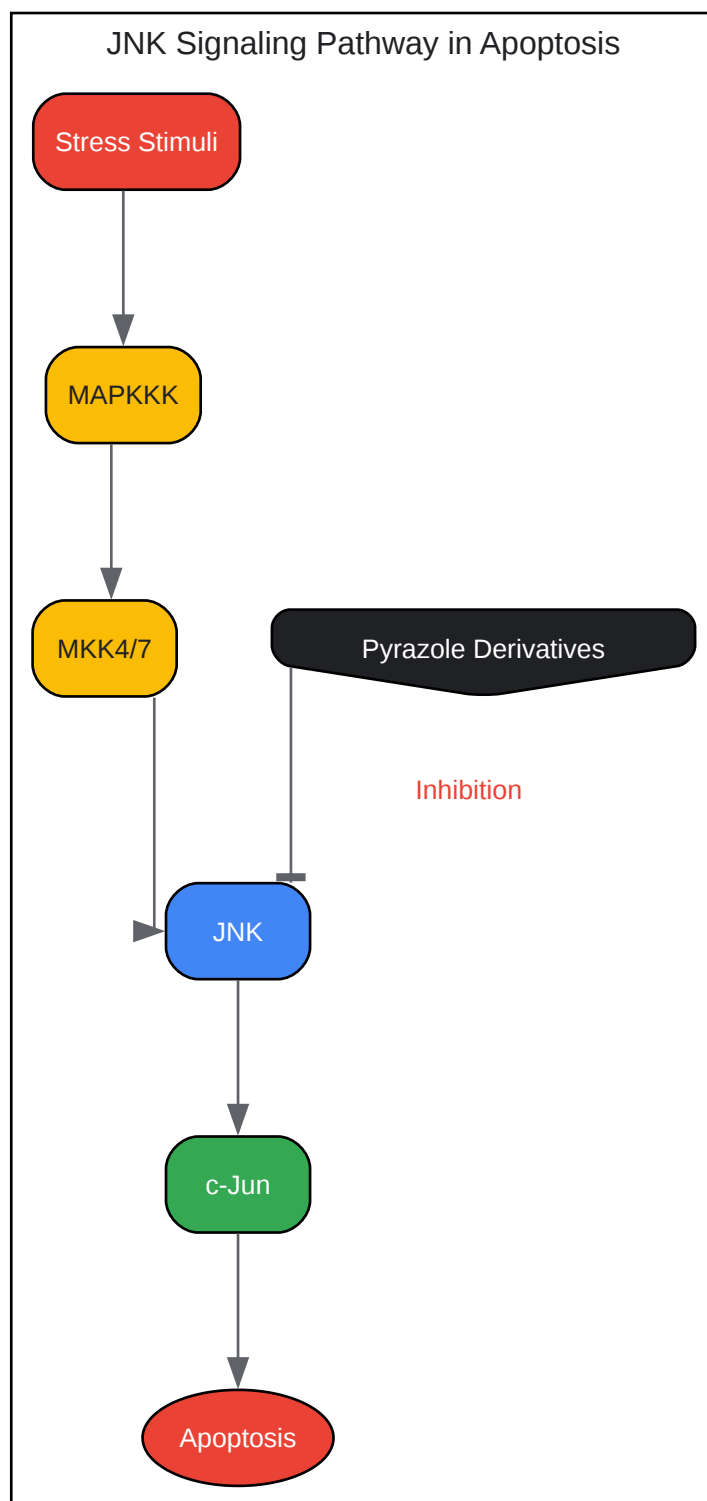 JNK Signaling Pathway in Apoptosis
Stress Stimuli
MAPKKK
MKK4/7
Pyrazole Derivatives
Inhibition
JNK
c-Jun
Apoptosis